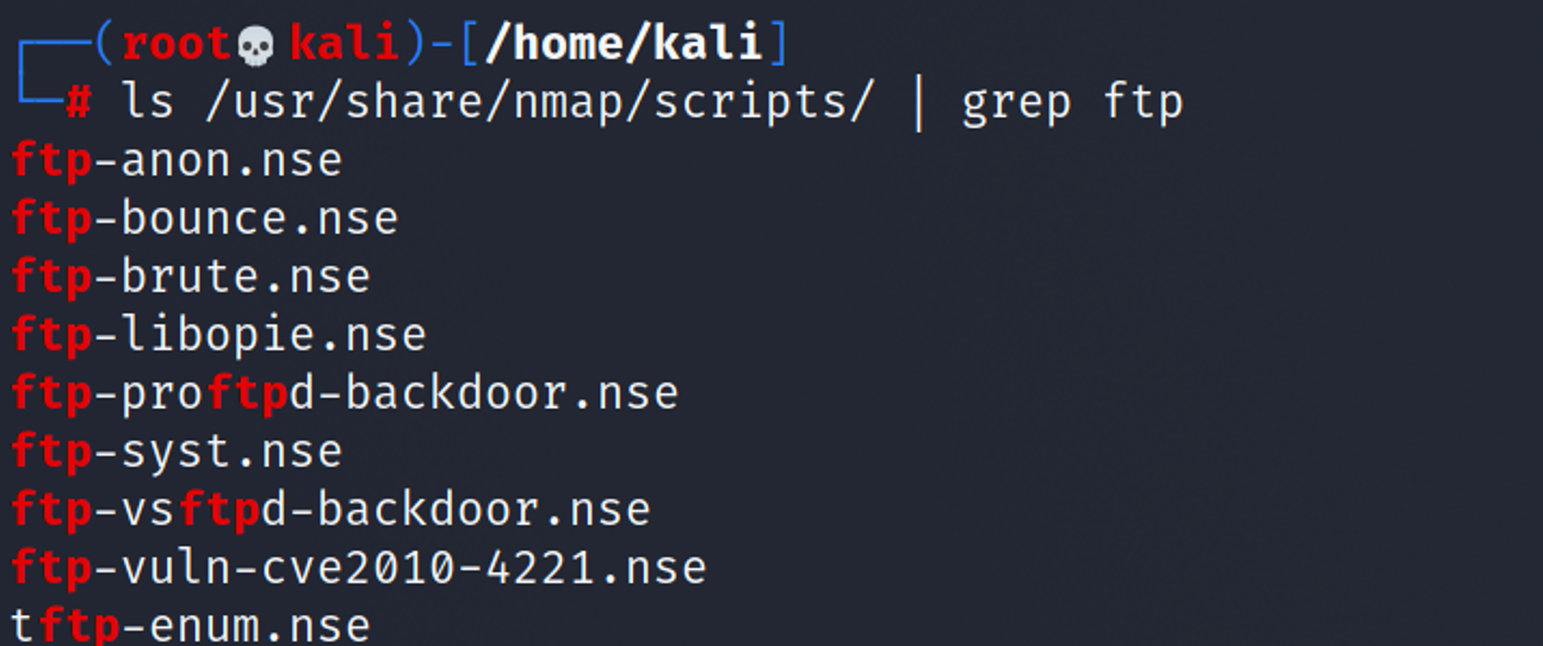 ┌──(root💀kali)-[/home/kali]
└─# ls /usr/share/nmap/scripts/ | grep ftp
ftp-anon.nse
ftp-bounce.nse
ftp-brute.nse
ftp-libopie.nse
ftp-proftpd-backdoor.nse
ftp-syst.nse
ftp-vsftpd-backdoor.nse
ftp-vuln-cve2010-4221.nse
tftp-enum.nse